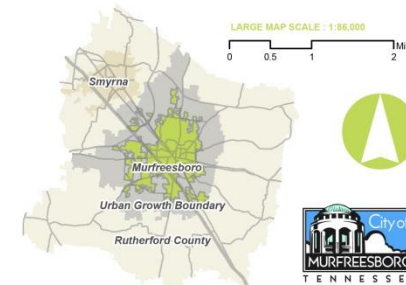 LARGE MAP SCALE : 1:86,000
0 0.5 1 2
Mi
Smyrna
Murfreesboro
Urban Growth Boundary
Rutherford County
City of
MURFREESBORO
TENNESSE